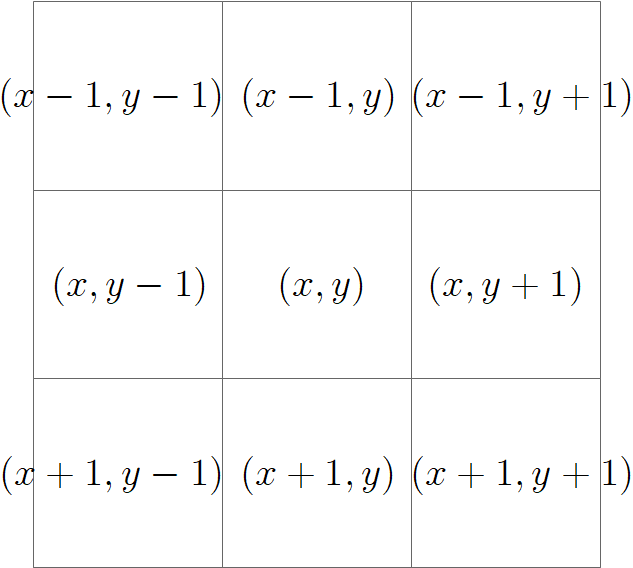 (x − 1, y − 1) (x − 1, y) (x − 1, y + 1)
(x, y − 1) (x, y) (x, y + 1)
(x + 1, y − 1) (x + 1, y) (x + 1, y + 1)